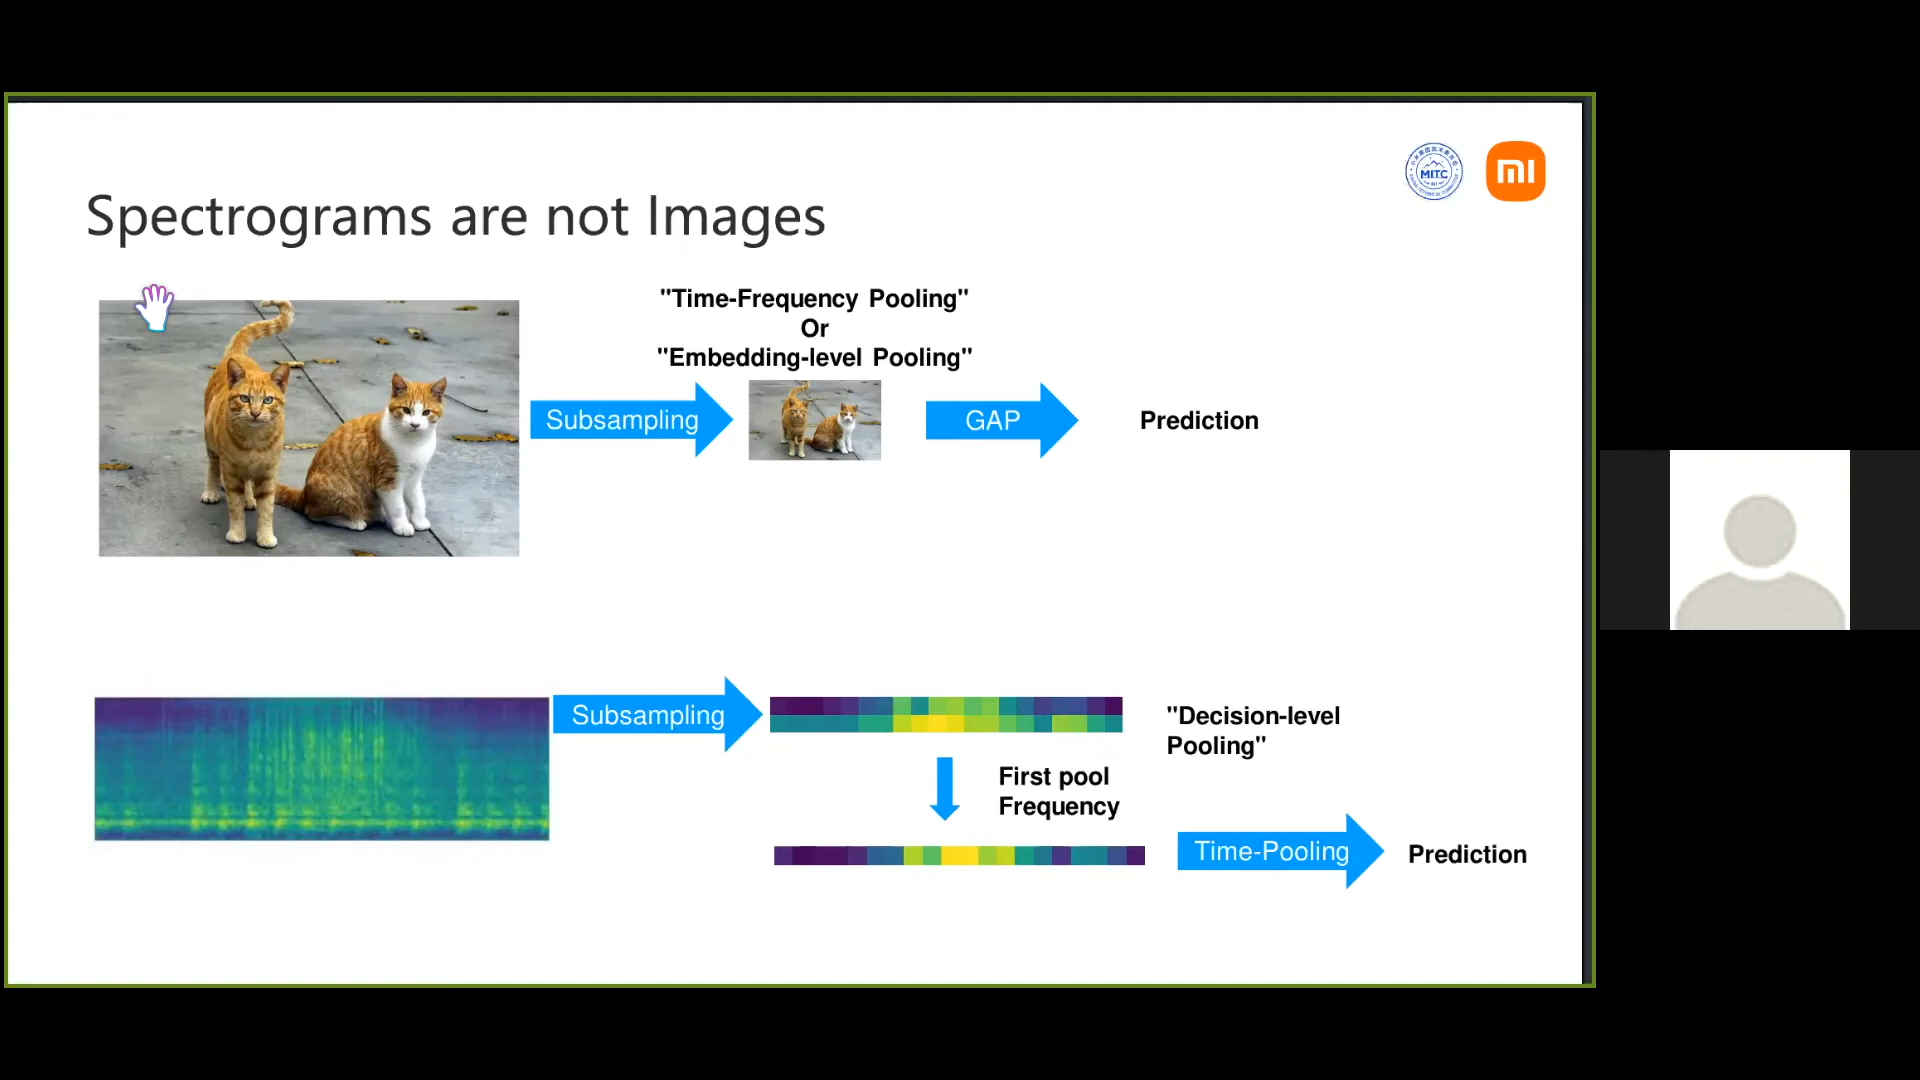 Spectrograms are not Images
MITC
"Time-Frequency Pooling"
Or
"Embedding-level Pooling"
Subsampling
GAP
Prediction
Subsampling
"Decision-level
Pooling"
First pool
Frequency
Time-Pooling
Prediction